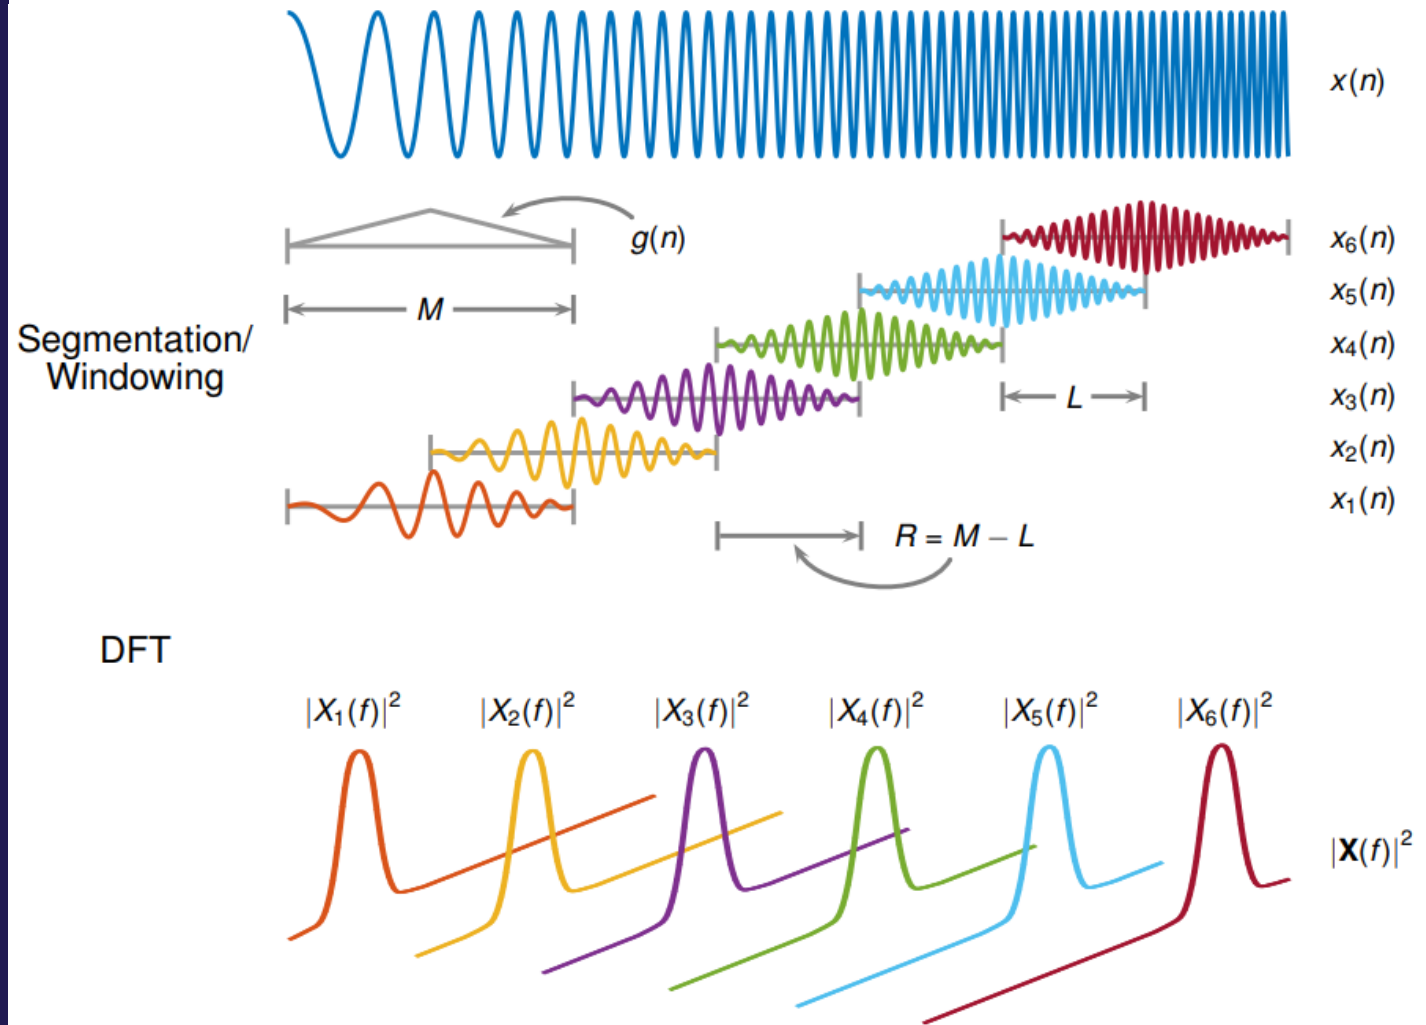 x(n)
g(n)
x₆(n)
x₅(n)
M
Segmentation/
Windowing
x₄(n)
L
x₃(n)
x₂(n)
x₁(n)
R = M − L
DFT
|X₁(f)|² |X₂(f)|² |X₃(f)|² |X₄(f)|² |X₅(f)|² |X₆(f)|²
|X(f)|²